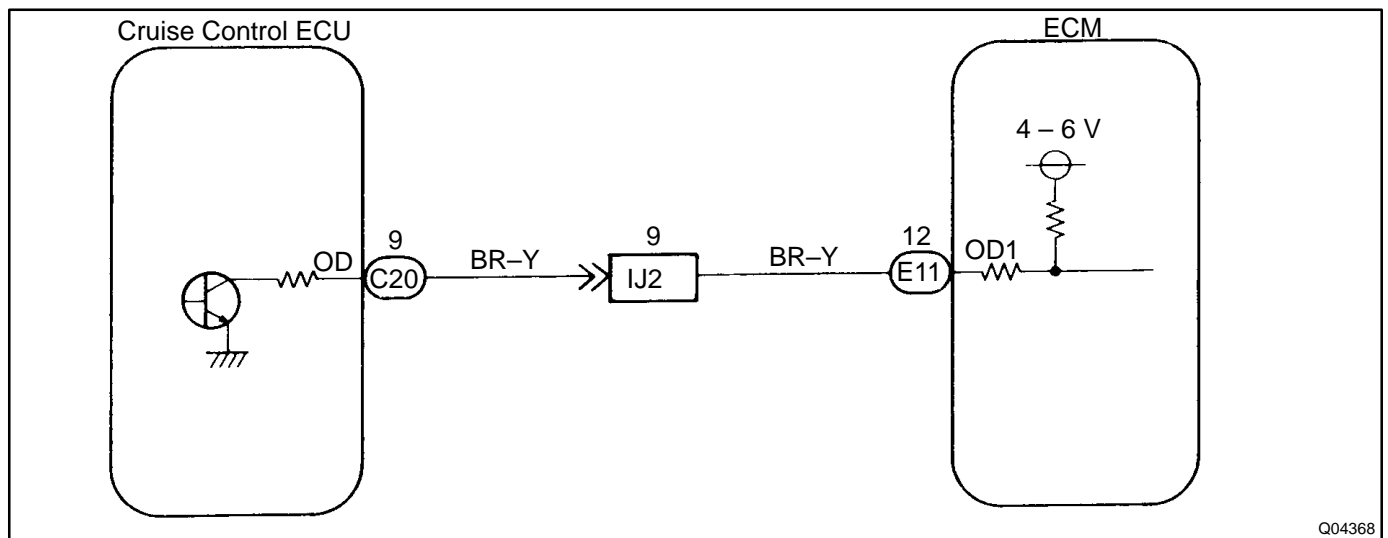 Cruise Control ECU
ECM
4 – 6 V
9
9
12
OD
C20
BR–Y
IJ2
BR–Y
E11
OD1
Q04368